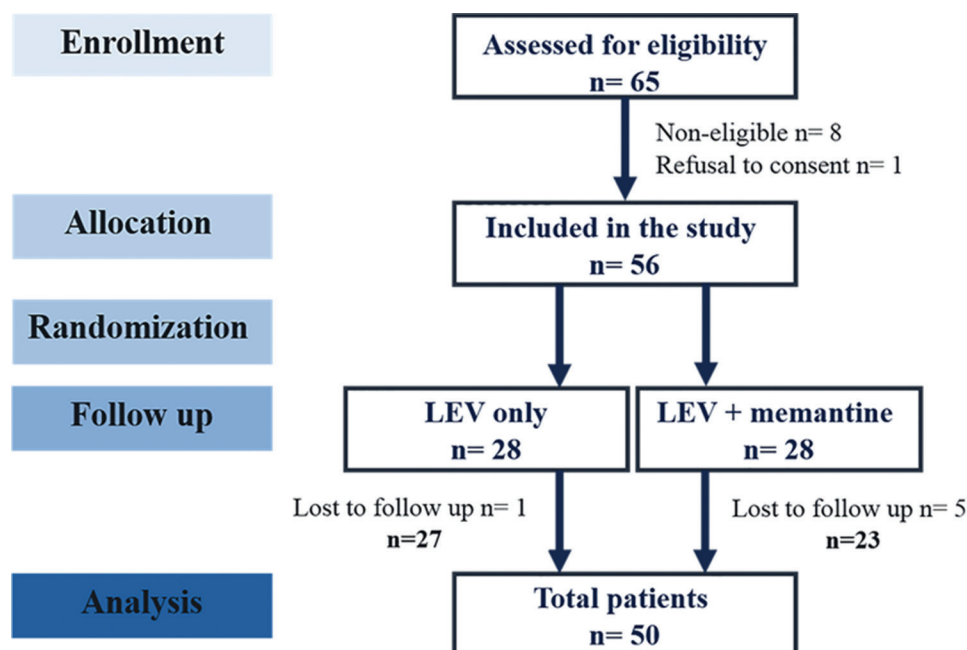 Enrollment
Assessed for eligibility
n= 65
Non-eligible n= 8
Refusal to consent n= 1
Allocation
Included in the study
n= 56
Randomization
Follow up
LEV only
n= 28
LEV + memantine
n= 28
Lost to follow up n= 1
n=27
Lost to follow up n= 5
n=23
Analysis
Total patients
n= 50